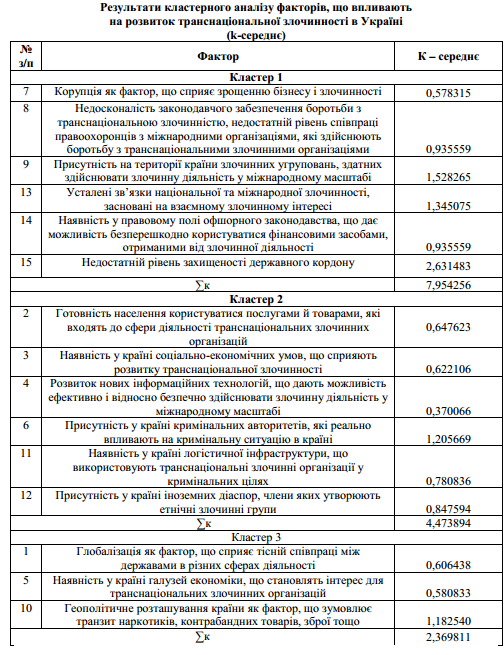 Результати кластерного аналізу факторів, що впливають
на розвиток транснаціональної злочинності в Україні
(k-середнє)
№
з/п
Фактор
К – середнє
Кластер 1
7 Корупція як фактор, що сприяє зрощенню бізнесу і злочинності 0,578315
8 Недосконалість законодавчого забезпечення боротьби з
транснаціональною злочинністю, недостатній рівень співпраці
правоохоронців з міжнародними організаціями, які здійснюють
боротьбу з транснаціональними злочинними організаціями 0,935559
9 Присутність на території країни злочинних угруповань, здатних
здійснювати злочинну діяльність у міжнародному масштабі 1,528265
13 Усталені зв’язки національної та міжнародної злочинності,
засновані на взаємному злочинному інтересі 1,345075
14 Наявність у правовому полі офшорного законодавства, що дає
можливість безперешкодно користуватися фінансовими засобами,
отриманими від злочинної діяльності 0,935559
15 Недостатній рівень захищеності державного кордону 2,631483
∑к 7,954256
Кластер 2
2 Готовність населення користуватися послугами й товарами, які
входять до сфери діяльності транснаціональних злочинних
організацій 0,647623
3 Наявність у країні соціально-економічних умов, що сприяють
розвитку транснаціональної злочинності 0,622106
4 Розвиток нових інформаційних технологій, що дають можливість
ефективно і відносно безпечно здійснювати злочинну діяльність у
міжнародному масштабі 0,370066
6 Присутність у країні кримінальних авторитетів, які реально
впливають на кримінальну ситуацію в країні 1,205669
11 Наявність у країні логістичної інфраструктури, що
використовують транснаціональні злочинні організації у
кримінальних цілях 0,780836
12 Присутність у країні іноземних діаспор, члени яких утворюють
етнічні злочинні групи 0,847594
∑к 4,473894
Кластер 3
1 Глобалізація як фактор, що сприяє тісній співпраці між
державами в різних сферах діяльності 0,606438
5 Наявність у країні галузей економіки, що становлять інтерес для
транснаціональних злочинних організацій 0,580833
10 Геополітичне розташування країни як фактор, що зумовлює
транзит наркотиків, контрабандних товарів, зброї тощо 1,182540
∑к 2,369811